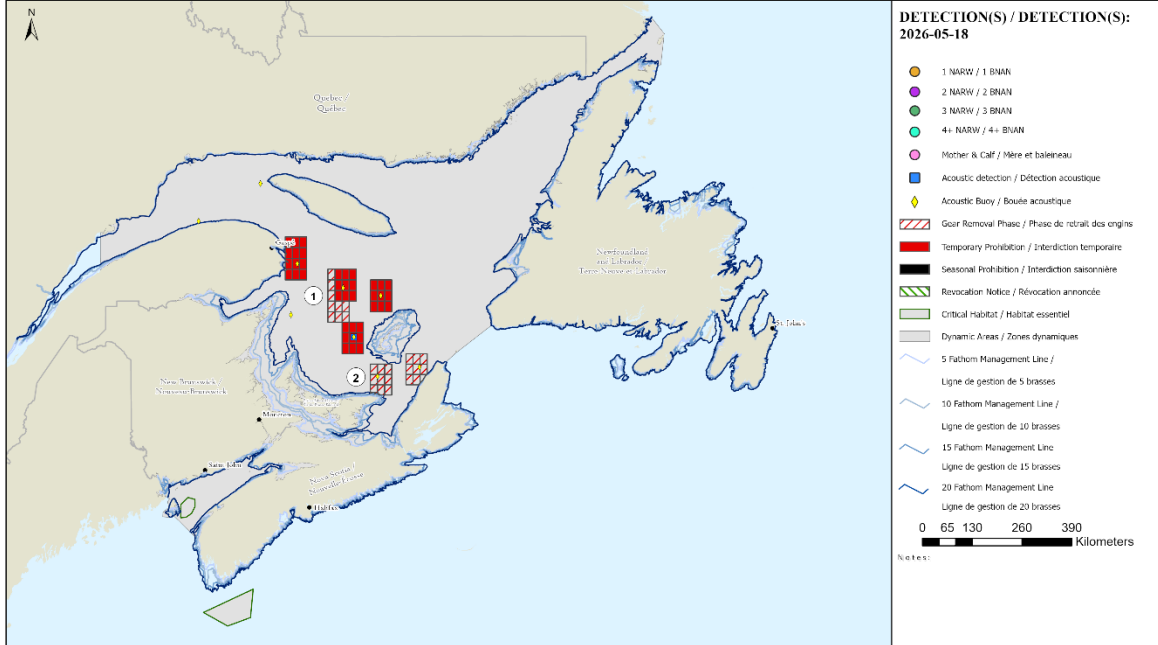 N
Québec /
Québec
Gaspé
1
2
Newfoundland
and Labrador /
Terre-Neuve-et-Labrador
St. John's
New Brunswick /
Nouveau-Brunswick
Moncton
Saint John
Nova Scotia /
Nouvelle-Écosse
Halifax
DETECTION(S) / DETECTION(S):
2026-05-18
1 NARW / 1 BNAN
2 NARW / 2 BNAN
3 NARW / 3 BNAN
4+ NARW / 4+ BNAN
Mother & Calf / Mère et baleineau
Acoustic detection / Détection acoustique
Acoustic Buoy / Bouée acoustique
Gear Removal Phase / Phase de retrait des engins
Temporary Prohibition / Interdiction temporaire
Seasonal Prohibition / Interdiction saisonnière
Revocation Notice / Révocation annoncée
Critical Habitat / Habitat essentiel
Dynamic Areas / Zones dynamiques
5 Fathom Management Line /
Ligne de gestion de 5 brasses
10 Fathom Management Line /
Ligne de gestion de 10 brasses
15 Fathom Management Line
Ligne de gestion de 15 brasses
20 Fathom Management Line
Ligne de gestion de 20 brasses
0 65 130 260 390
Kilometers
Notes: